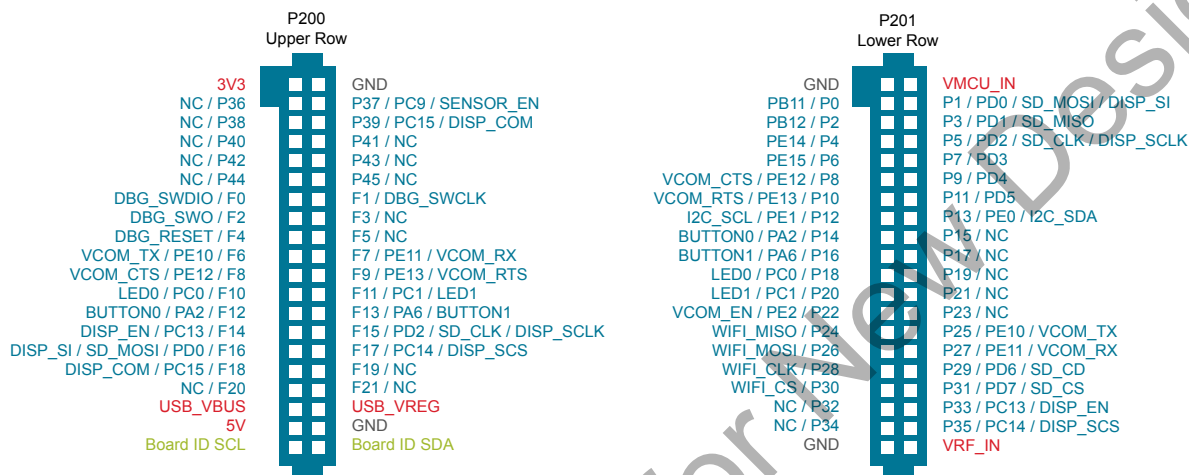 P200
Upper Row
3V3 GND
NC / P36 P37 / PC9 / SENSOR_EN
NC / P38 P39 / PC15 / DISP_COM
NC / P40 P41 / NC
NC / P42 P43 / NC
NC / P44 P45 / NC
DBG_SWDIO / F0 F1 / DBG_SWCLK
DBG_SWO / F2 F3 / NC
DBG_RESET / F4 F5 / NC
VCOM_TX / PE10 / F6 F7 / PE11 / VCOM_RX
VCOM_CTS / PE12 / F8 F9 / PE13 / VCOM_RTS
LED0 / PC0 / F10 F11 / PC1 / LED1
BUTTON0 / PA2 / F12 F13 / PA6 / BUTTON1
DISP_EN / PC13 / F14 F15 / PD2 / SD_CLK / DISP_SCLK
DISP_SI / SD_MOSI / PD0 / F16 F17 / PC14 / DISP_SCS
DISP_COM / PC15 / F18 F19 / NC
NC / F20 F21 / NC
USB_VBUS USB_VREG
5V GND
Board ID SCL Board ID SDA
P201
Lower Row
GND VMCU_IN
PB11 / P0 P1 / PD0 / SD_MOSI / DISP_SI
PB12 / P2 P3 / PD1 / SD_MISO
PE14 / P4 P5 / PD2 / SD_CLK / DISP_SCLK
PE15 / P6 P7 / PD3
VCOM_CTS / PE12 / P8 P9 / PD4
VCOM_RTS / PE13 / P10 P11 / PD5
I2C_SCL / PE1 / P12 P13 / PE0 / I2C_SDA
BUTTON0 / PA2 / P14 P15 / NC
BUTTON1 / PA6 / P16 P17 / NC
LED0 / PC0 / P18 P19 / NC
LED1 / PC1 / P20 P21 / NC
VCOM_EN / PE2 / P22 P23 / NC
WIFI_MISO / P24 P25 / PE10 / VCOM_TX
WIFI_MOSI / P26 P27 / PE11 / VCOM_RX
WIFI_CLK / P28 P29 / PD6 / SD_CD
WIFI_CS / P30 P31 / PD7 / SD_CS
NC / P32 P33 / PC13 / DISP_EN
NC / P34 P35 / PC14 / DISP_SCS
GND VRF_IN
for New Desig